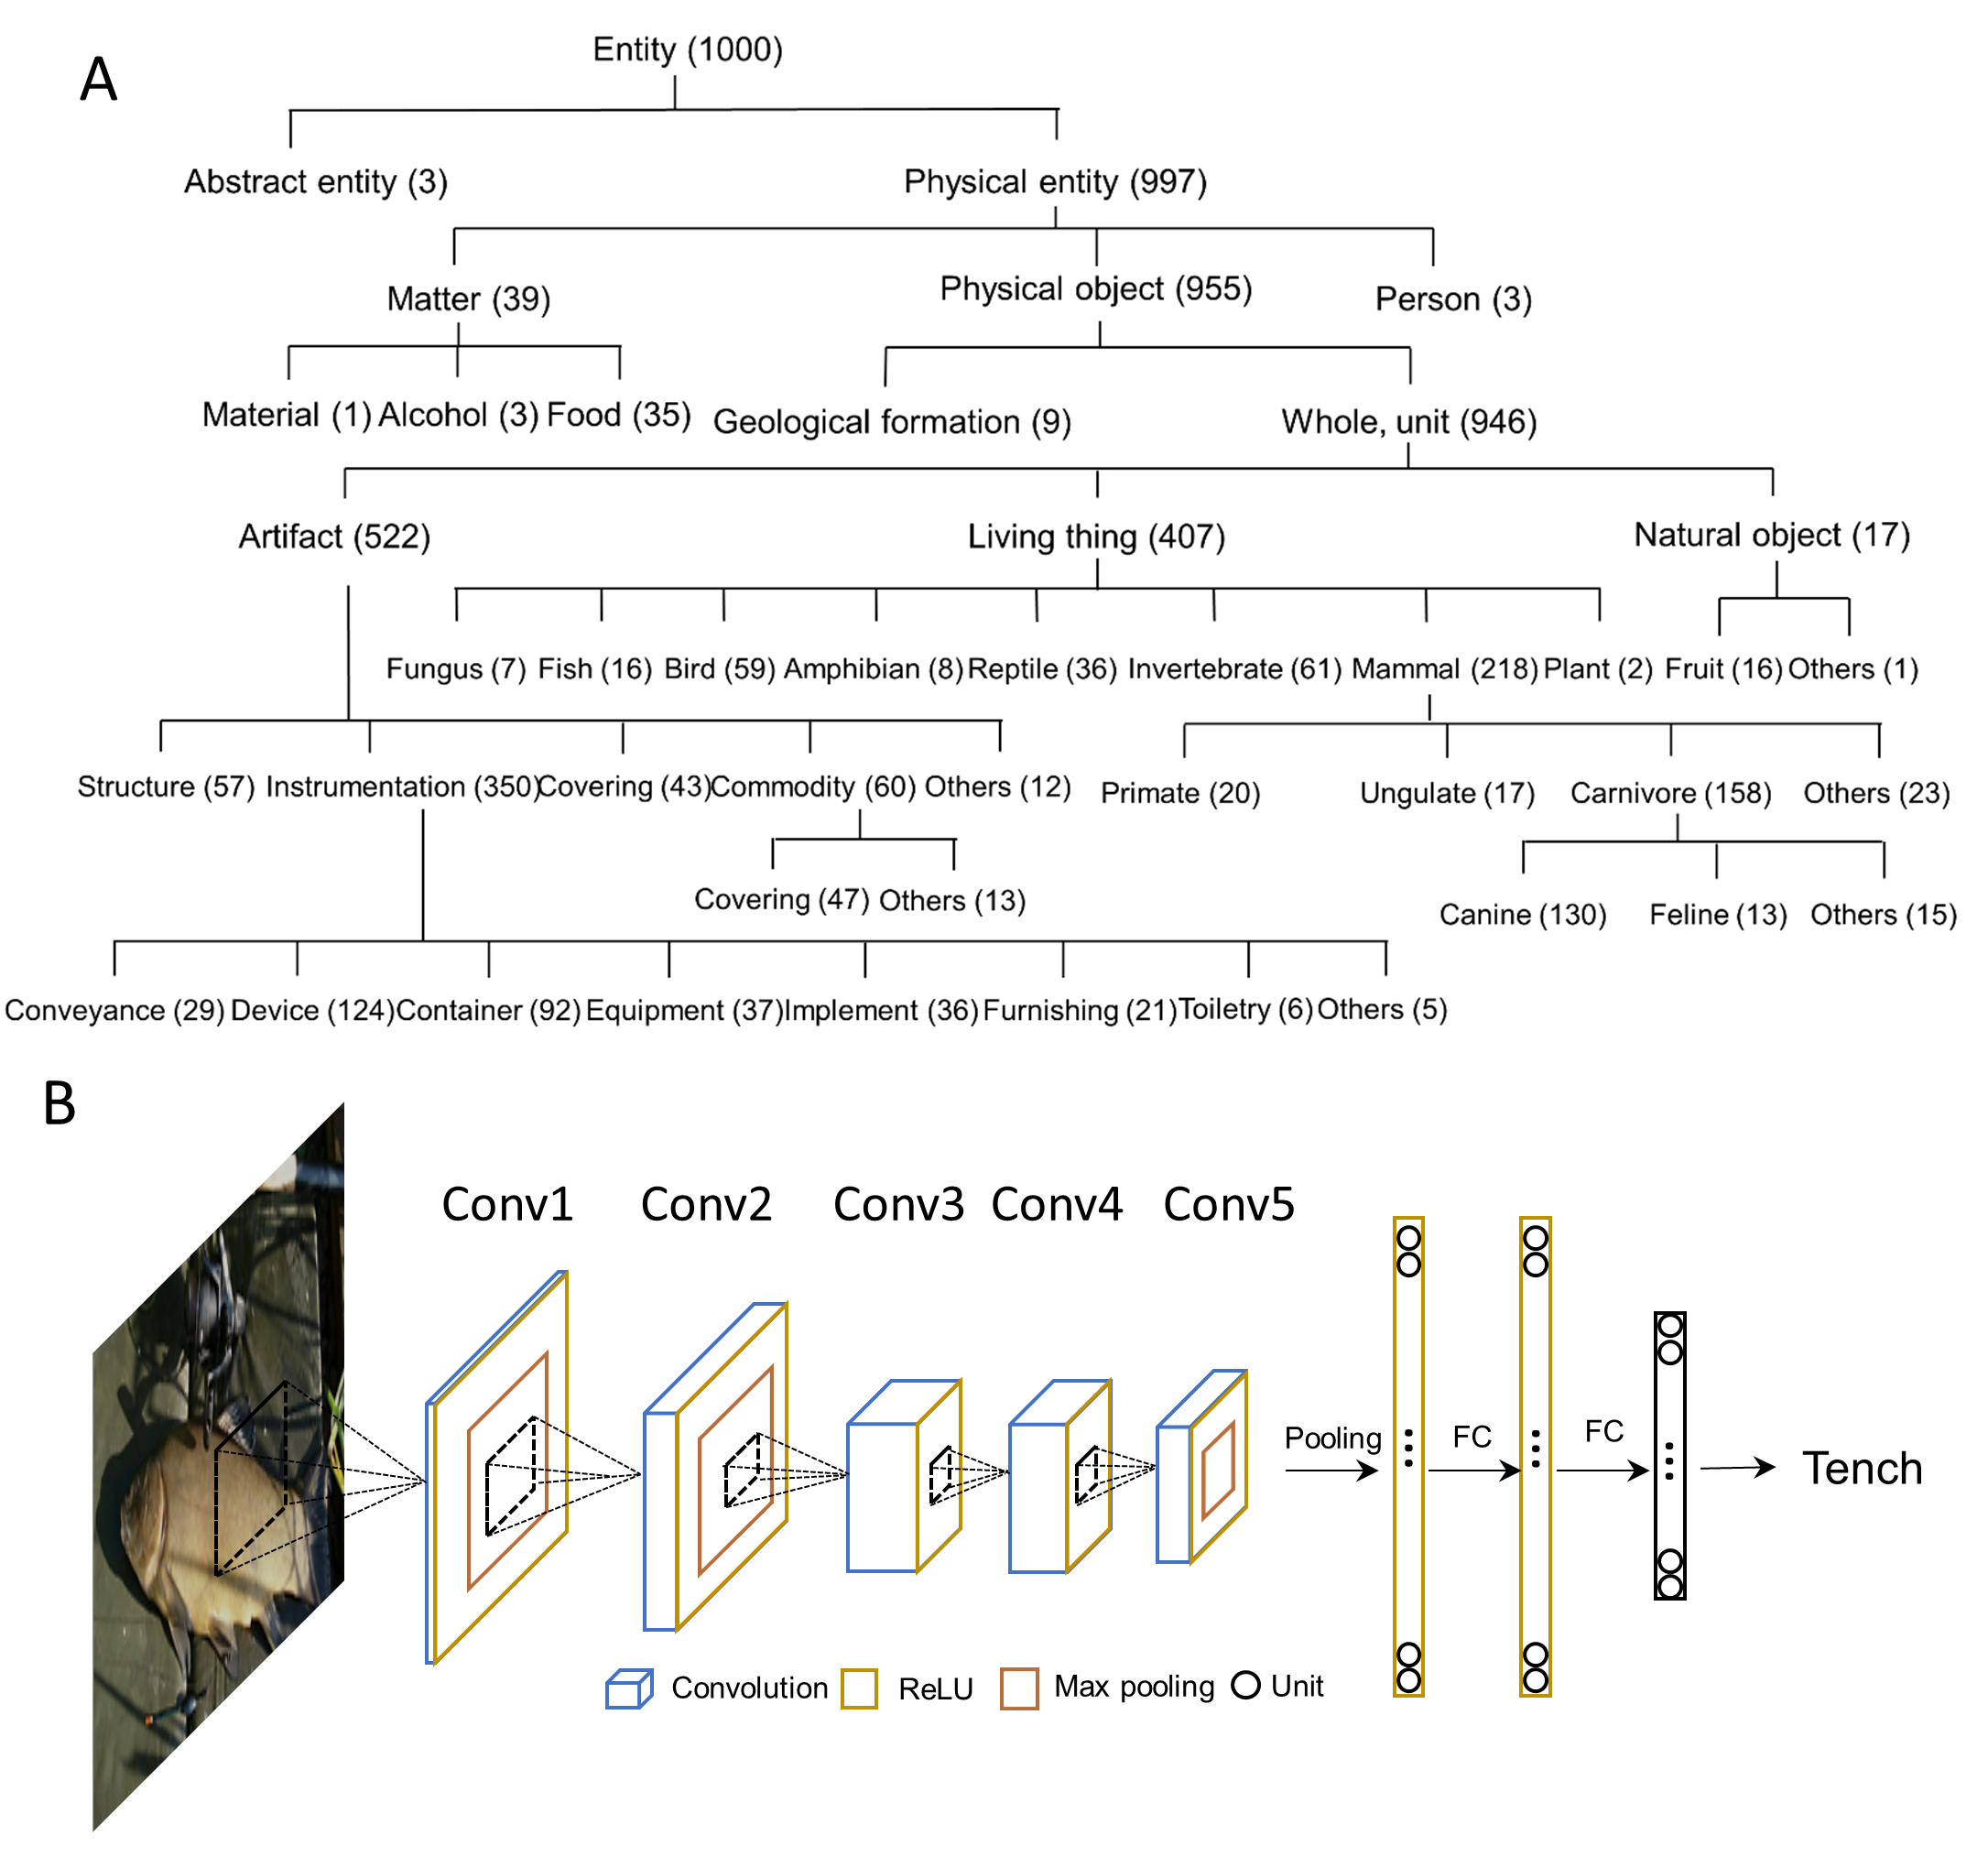 A
Entity (1000)
Abstract entity (3) Physical entity (997)
Matter (39) Physical object (955) Person (3)
Material (1) Alcohol (3) Food (35) Geological formation (9) Whole, unit (946)
Artifact (522) Living thing (407) Natural object (17)
Fungus (7) Fish (16) Bird (59) Amphibian (8) Reptile (36) Invertebrate (61) Mammal (218) Plant (2) Fruit (16) Others (1)
Structure (57) Instrumentation (350) Covering (43) Commodity (60) Others (12) Primate (20) Ungulate (17) Carnivore (158) Others (23)
Covering (47) Others (13) Canine (130) Feline (13) Others (15)
Conveyance (29) Device (124) Container (92) Equipment (37) Implement (36) Furnishing (21) Toiletry (6) Others (5)
B
Conv1 Conv2 Conv3 Conv4 Conv5
Pooling FC FC Tench
Convolution ReLU Max pooling Unit